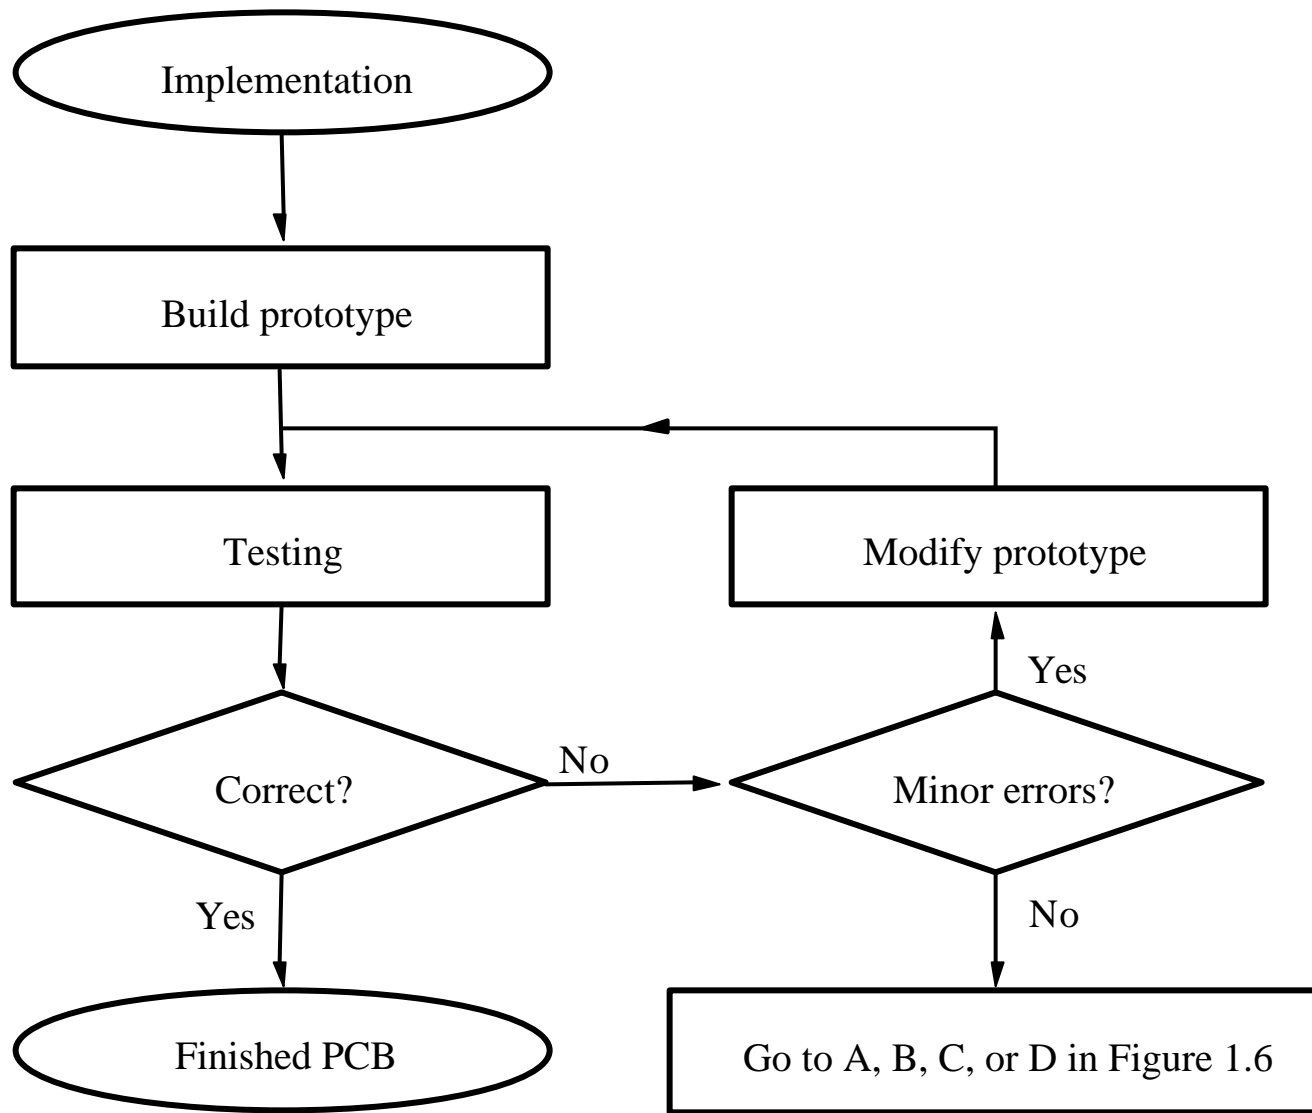 Implementation
Build prototype
Testing
Modify prototype
Yes
No
Correct?
Minor errors?
Yes
No
Finished PCB
Go to A, B, C, or D in Figure 1.6